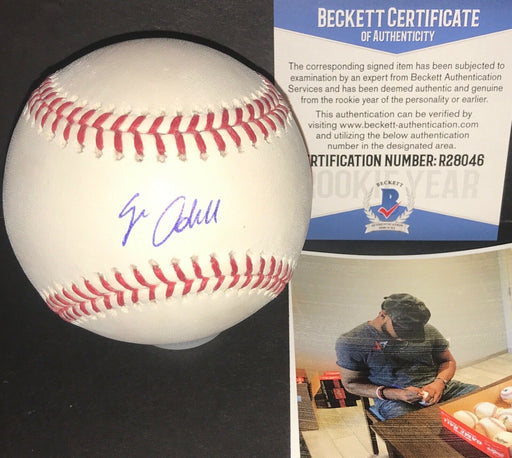 BECKETT CERTIFICATE
OF AUTHENTICITY
The corresponding signed item has been subjected to
examination by an expert from Beckett Authentication
Services and has been deemed authentic and genuine
from the rookie year of the personality or earlier.
This authentication can be verified by
visiting www.beckett-authentication.com
and utilizing the below authentication
number in the designated area.
RTIFICATION NUMBER: R28046
ROOKIE YEAR
BECKETT
B
Jo Adell